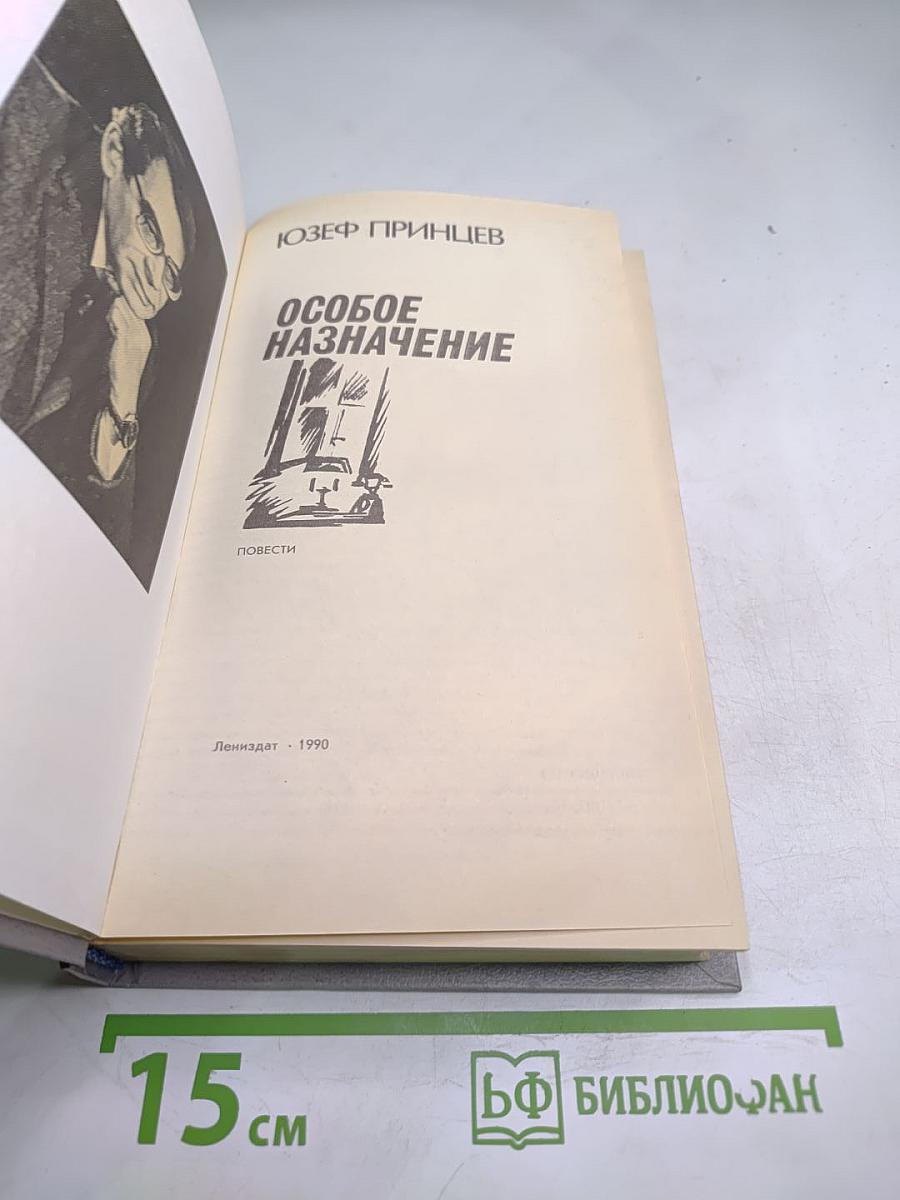 ЮЗЕФ ПРИНЦЕВ
ОСОБОЕ
НАЗНАЧЕНИЕ
ПОВЕСТИ
Лениздат · 1990
15 см
БФ БИБЛИОФАН